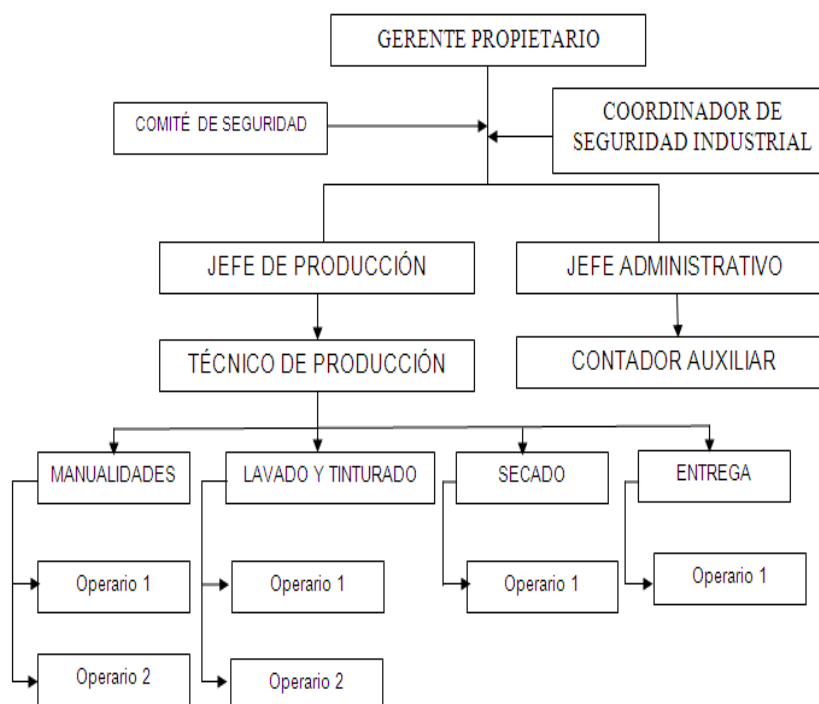 GERENTE PROPIETARIO
COMITÉ DE SEGURIDAD
COORDINADOR DE
SEGURIDAD INDUSTRIAL
JEFE DE PRODUCCIÓN
JEFE ADMINISTRATIVO
TÉCNICO DE PRODUCCIÓN
CONTADOR AUXILIAR
MANUALIDADES
LAVADO Y TINTURADO
SECADO
ENTREGA
Operario 1
Operario 1
Operario 1
Operario 1
Operario 2
Operario 2